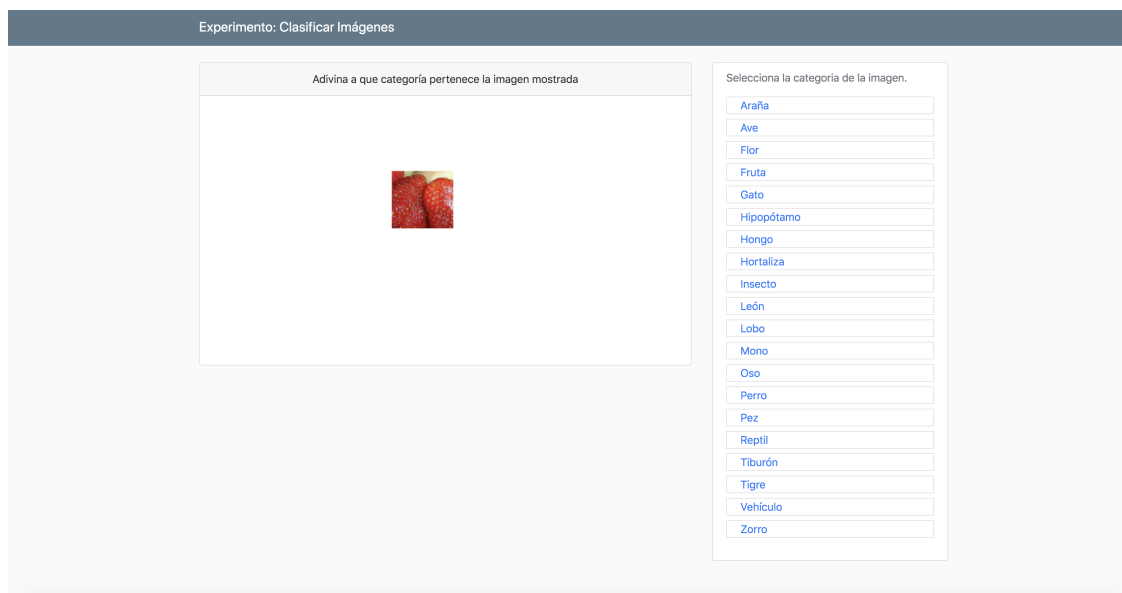 Experimento: Clasificar Imágenes
Adivina a que categoría pertenece la imagen mostrada
Selecciona la categoria de la imagen.
Araña
Ave
Flor
Fruta
Gato
Hipopótamo
Hongo
Hortaliza
Insecto
León
Lobo
Mono
Oso
Perro
Pez
Reptil
Tiburón
Tigre
Vehículo
Zorro